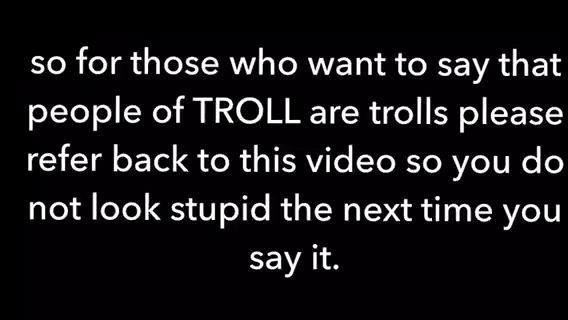 so for those who want to say that
people of TROLL are trolls please
refer back to this video so you do
not look stupid the next time you
say it.